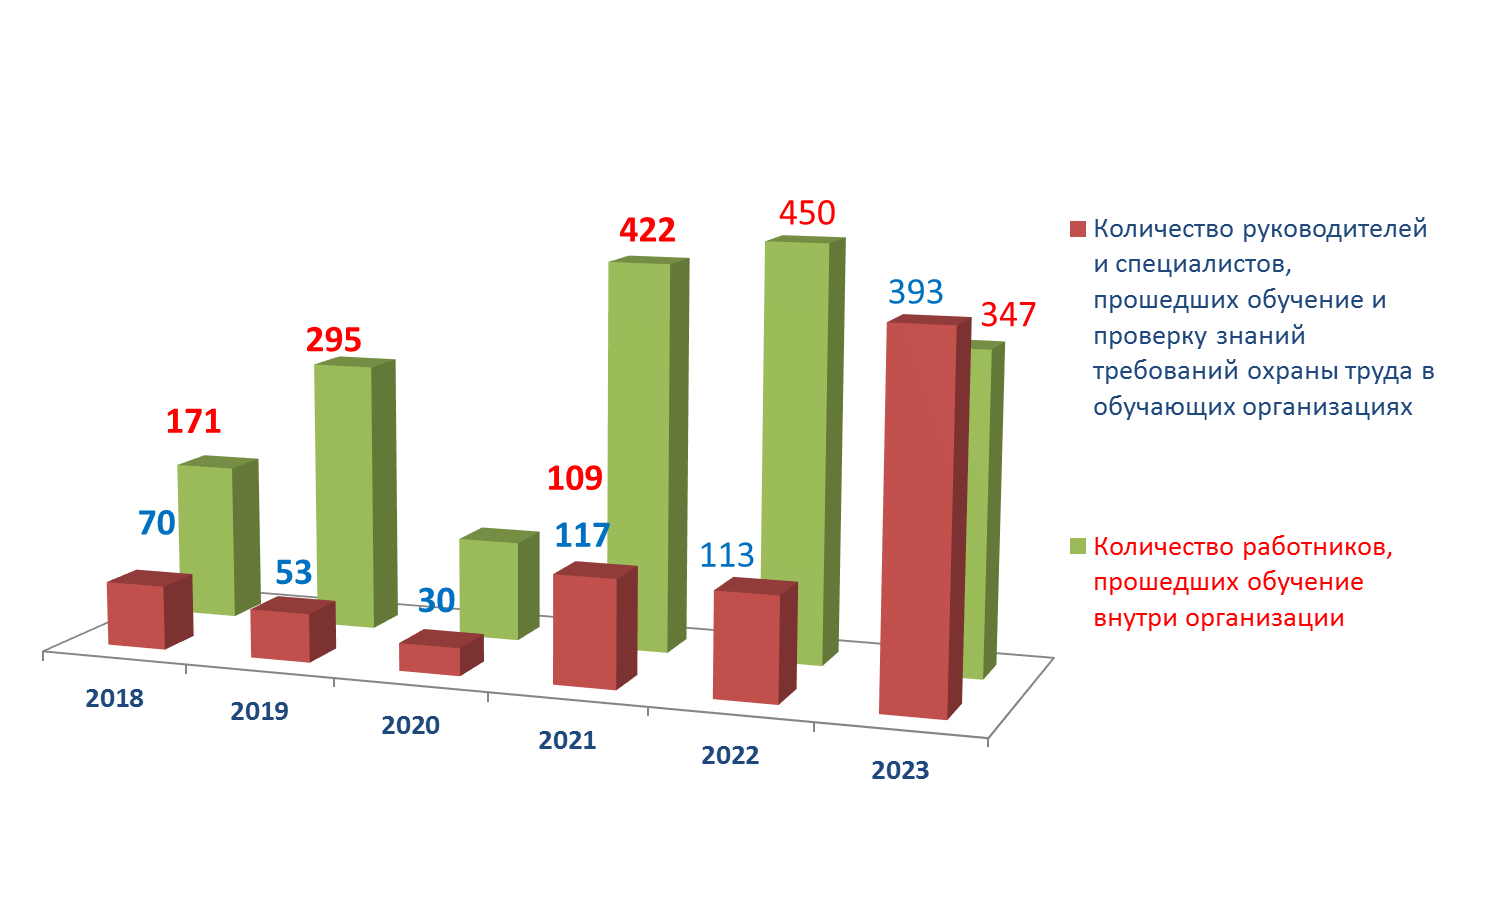 450
422
393
347
295
171
109
70
117
113
53
30
2018
2019
2020
2021
2022
2023
Количество руководителей
и специалистов,
прошедших обучение и
проверку знаний
требований охраны труда в
обучающих организациях
Количество работников,
прошедших обучение
внутри организации